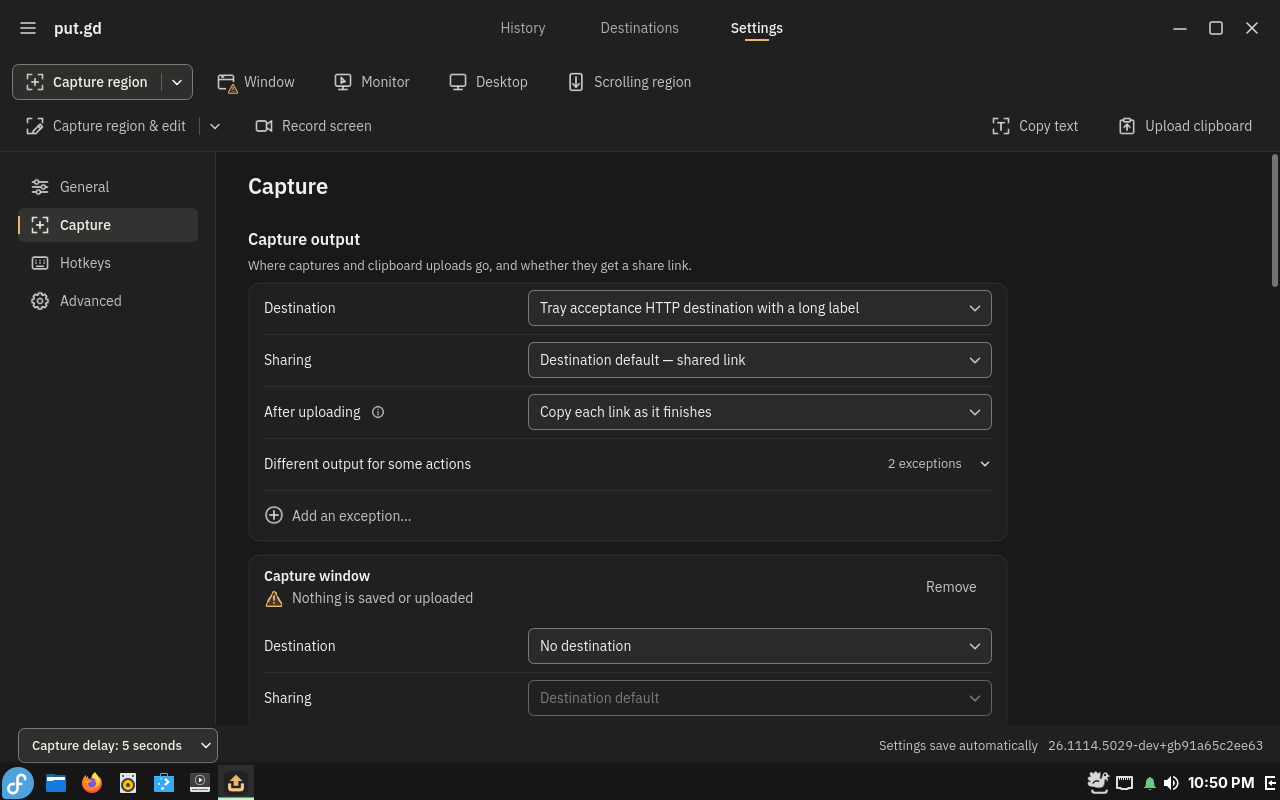 put.gd
History
Destinations
Settings
Capture region
Window
Monitor
Desktop
Scrolling region
Capture region & edit
Record screen
Copy text
Upload clipboard
General
Capture
Hotkeys
Advanced
Capture
Capture output
Where captures and clipboard uploads go, and whether they get a share link.
Destination
Tray acceptance HTTP destination with a long label
Sharing
Destination default — shared link
After uploading
Copy each link as it finishes
Different output for some actions
2 exceptions
Add an exception...
Capture window
Nothing is saved or uploaded
Remove
Destination
No destination
Sharing
Destination default
Capture delay: 5 seconds
Settings save automatically
26.1114.5029-dev+gb91a65c2ee63
10:50 PM